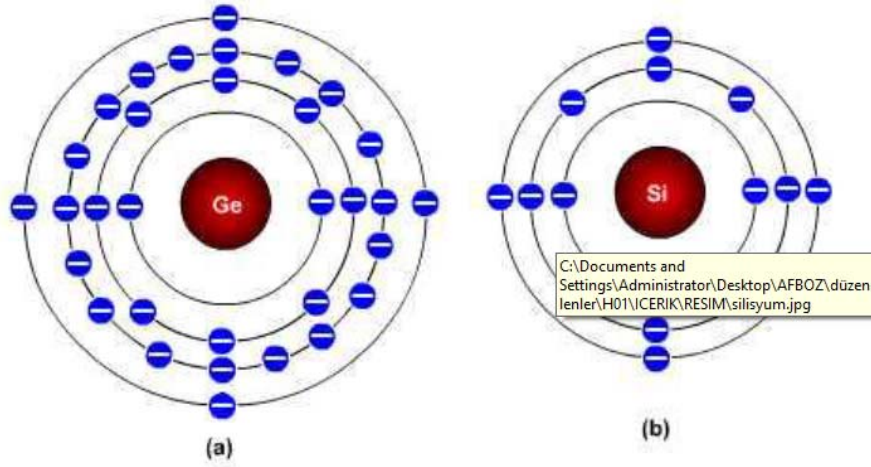 Ge
Si
C:\Documents and
Settings\Administrator\Desktop\AFBOZ\düzen
lenler\H01\ICERIK\RESIM\silisyum.jpg
(a)
(b)